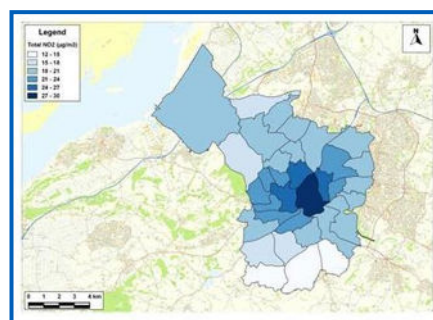 Legend
Total NO2 (µg/m3)
12 - 15
15 - 18
18 - 21
21 - 24
24 - 27
27 - 30
N
0 1 2 3 4 km